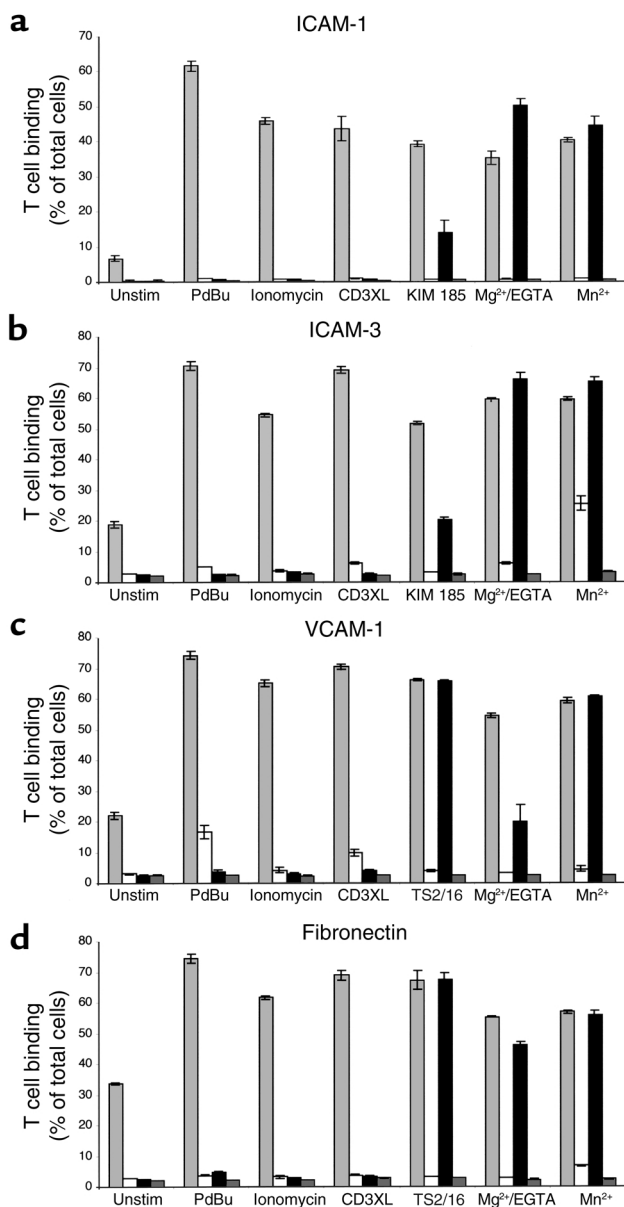 a
ICAM-1
T cell binding
(% of total cells)
70
60
50
40
30
20
10
0
Unstim PdBu Ionomycin CD3XL KIM 185 Mg²⁺/EGTA Mn²⁺
b
ICAM-3
T cell binding
(% of total cells)
80
70
60
50
40
30
20
10
0
Unstim PdBu Ionomycin CD3XL KIM 185 Mg²⁺/EGTA Mn²⁺
c
VCAM-1
T cell binding
(% of total cells)
80
70
60
50
40
30
20
10
0
Unstim PdBu Ionomycin CD3XL TS2/16 Mg²⁺/EGTA Mn²⁺
d
Fibronectin
T cell binding
(% of total cells)
80
70
60
50
40
30
20
10
0
Unstim PdBu Ionomycin CD3XL TS2/16 Mg²⁺/EGTA Mn²⁺